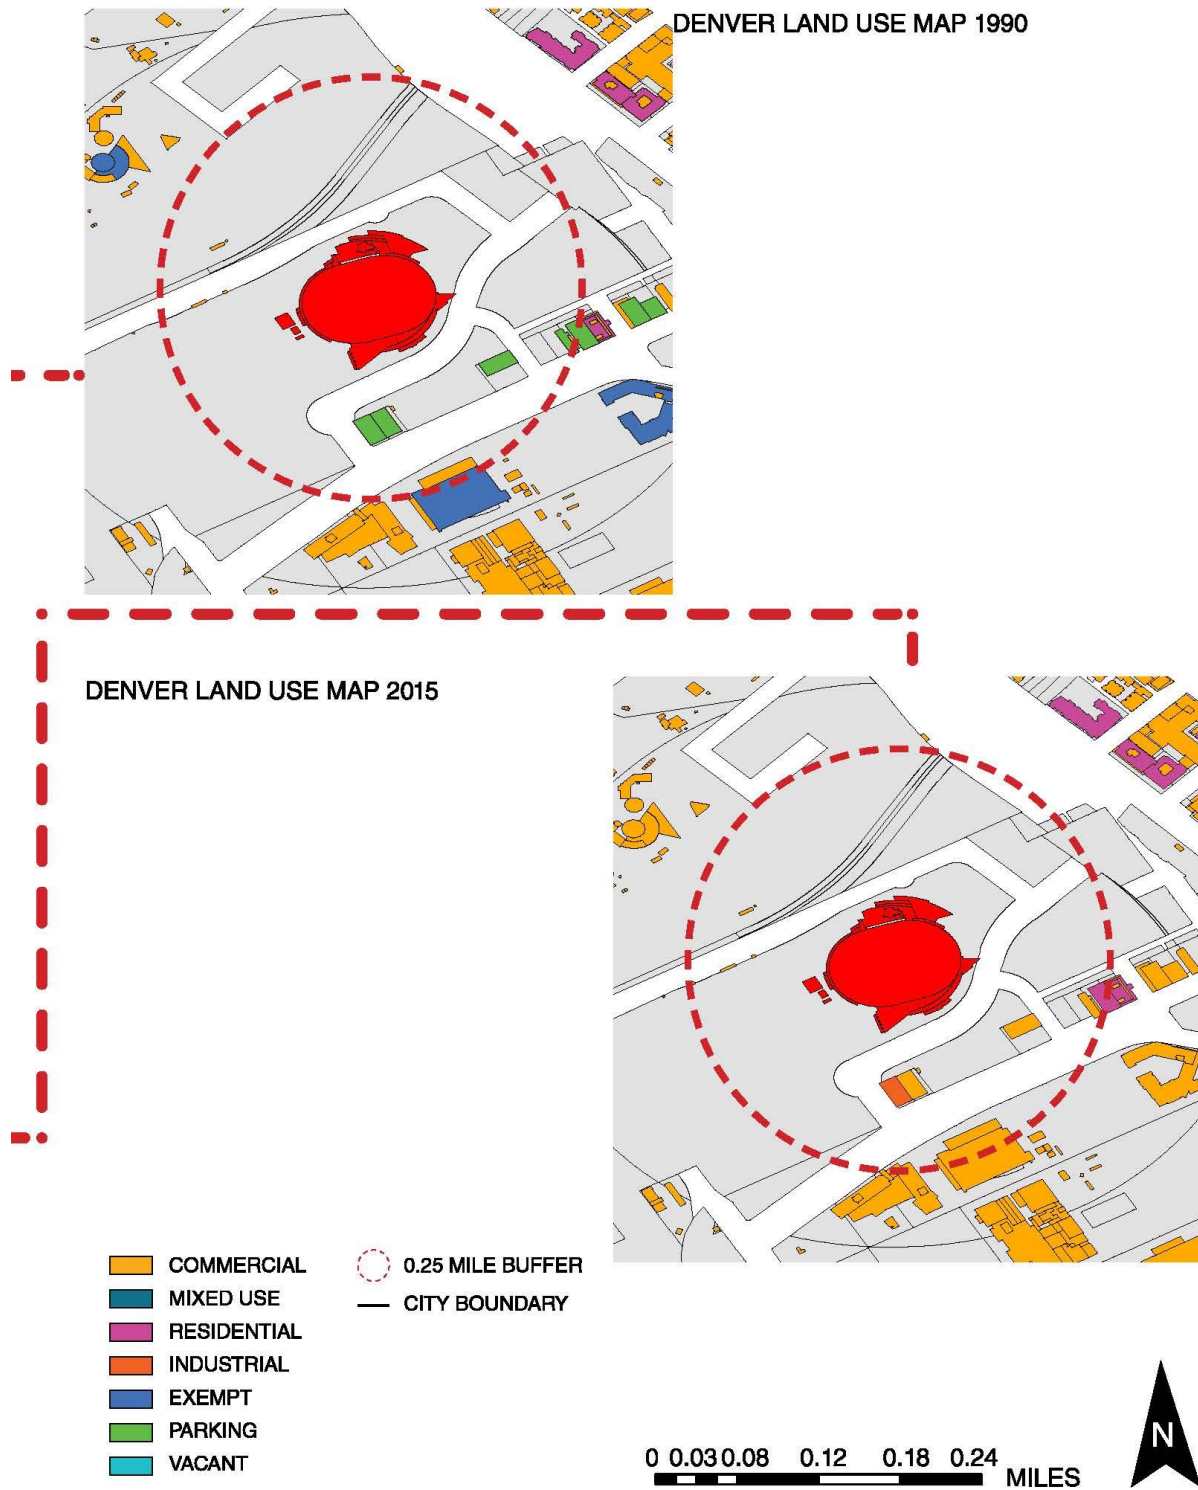 DENVER LAND USE MAP 1990
DENVER LAND USE MAP 2015
COMMERCIAL
MIXED USE
RESIDENTIAL
INDUSTRIAL
EXEMPT
PARKING
VACANT
0.25 MILE BUFFER
CITY BOUNDARY
0 0.03 0.08 0.12 0.18 0.24
MILES
N